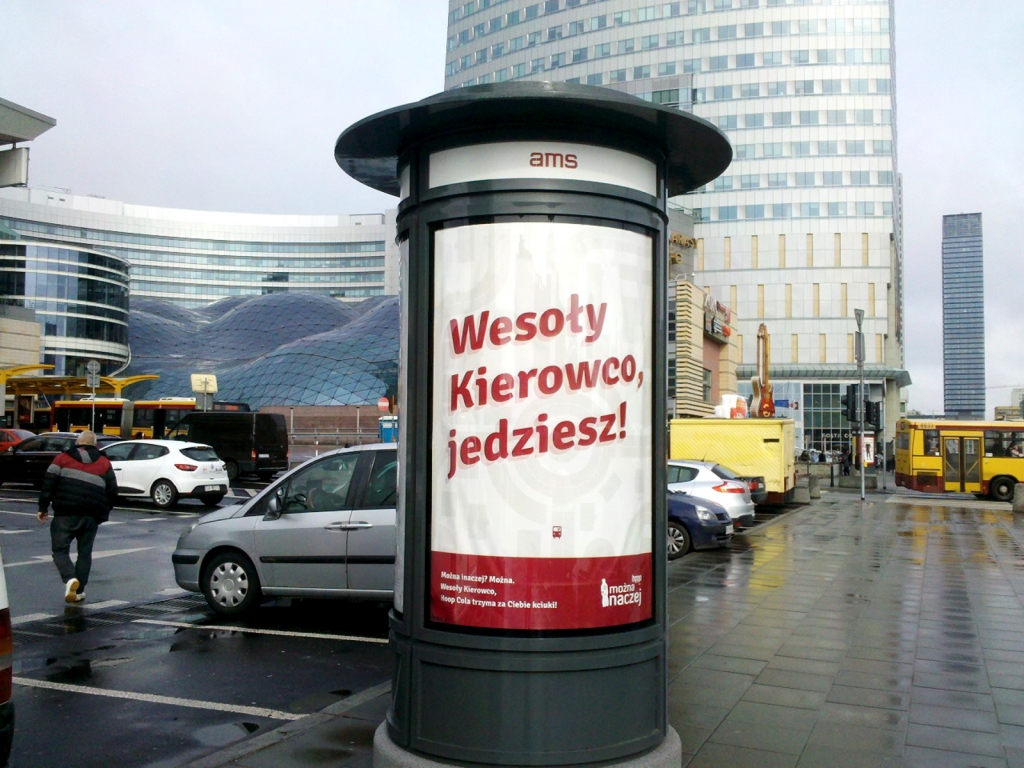 ams
Wesoły
Kierowco,
jedziesz!
Można inaczej? Można.
Wesoły Kierowco,
Hoop Cola trzyma za Ciebie kciuki!
hoop
można
inaczej